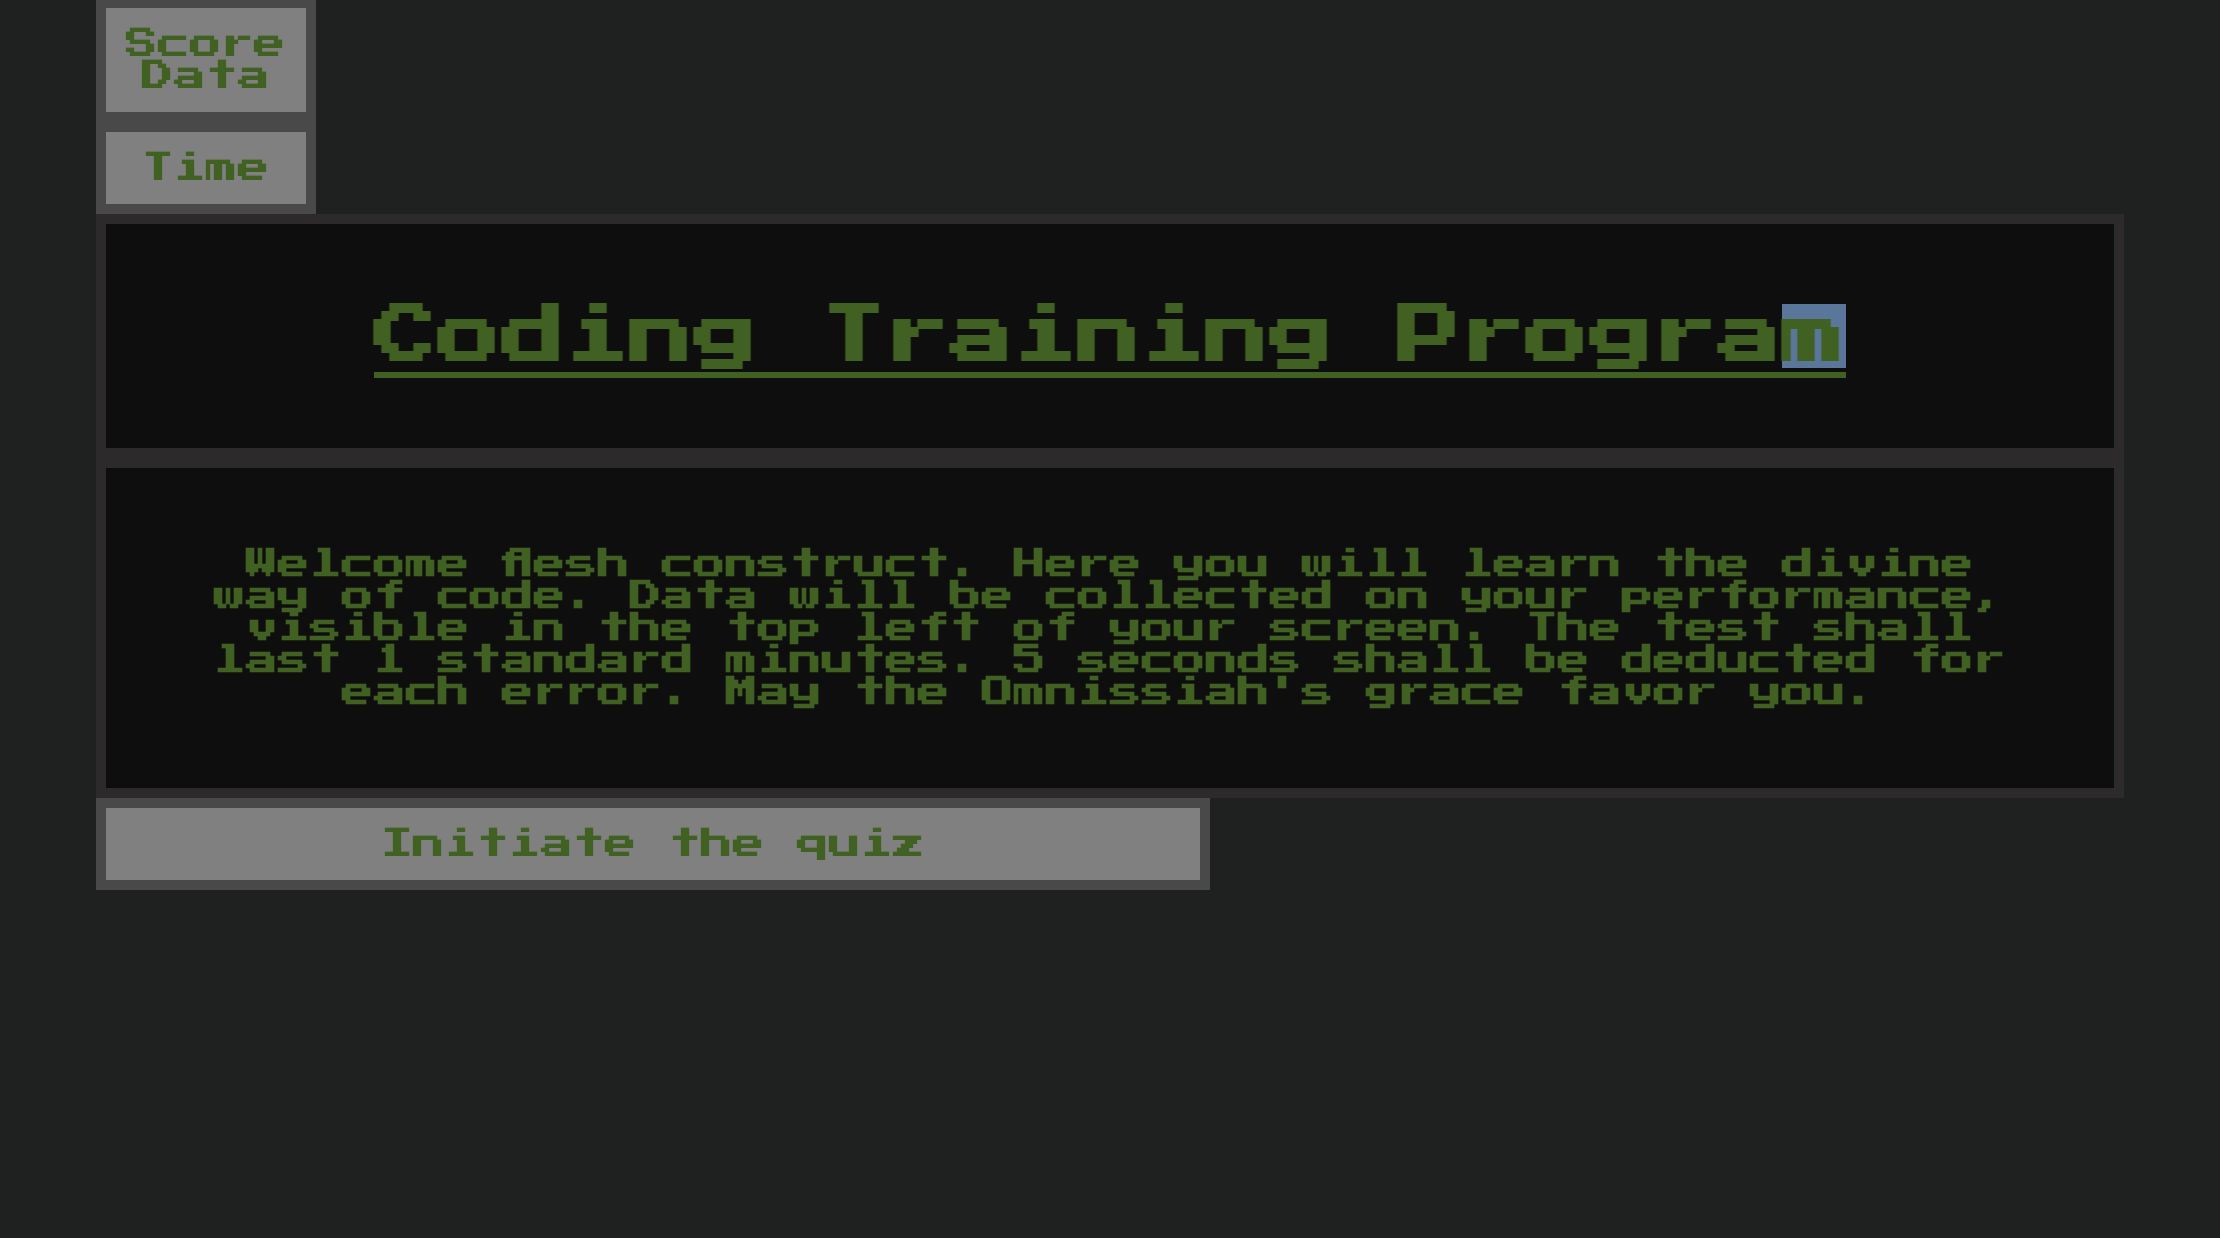 Score
Data
Time
Coding Training Program
Welcome flesh construct. Here you will learn the divine
way of code. Data will be collected on your performance,
visible in the top left of your screen. The test shall
last 1 standard minutes. 5 seconds shall be deducted for
each error. May the Omnissiah's grace favor you.
Initiate the quiz